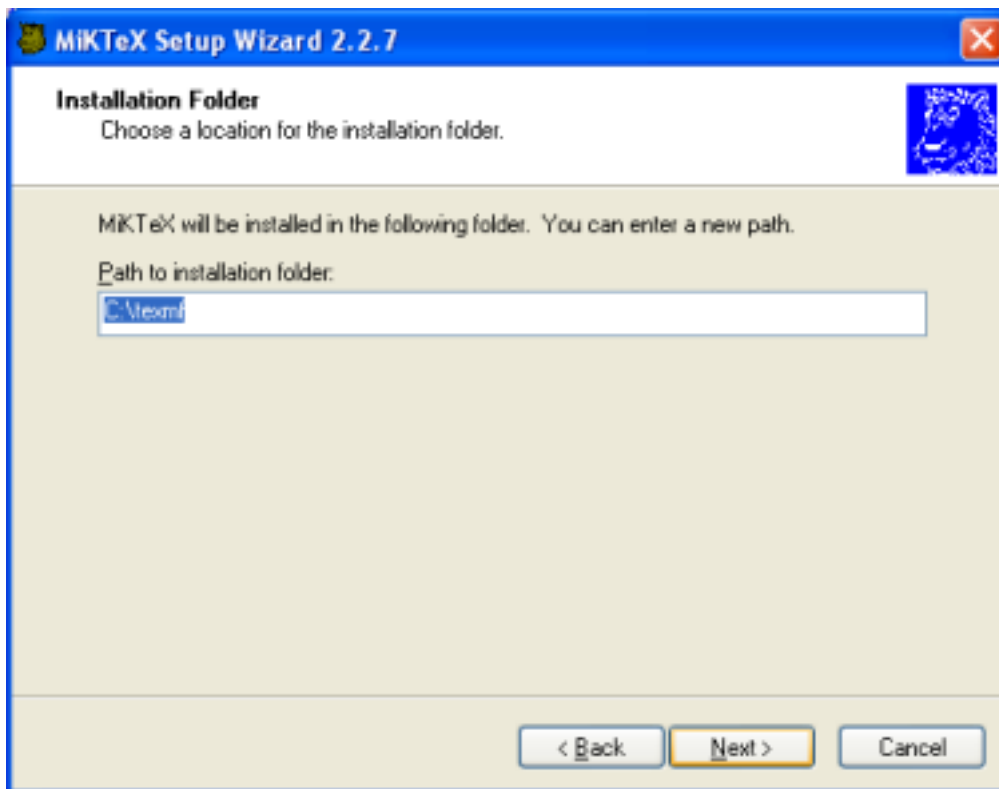 MiKTeX Setup Wizard 2.2.7
Installation Folder
Choose a location for the installation folder.
MiKTeX will be installed in the following folder. You can enter a new path.
Path to installation folder:
C:\texmf
< Back
Next >
Cancel